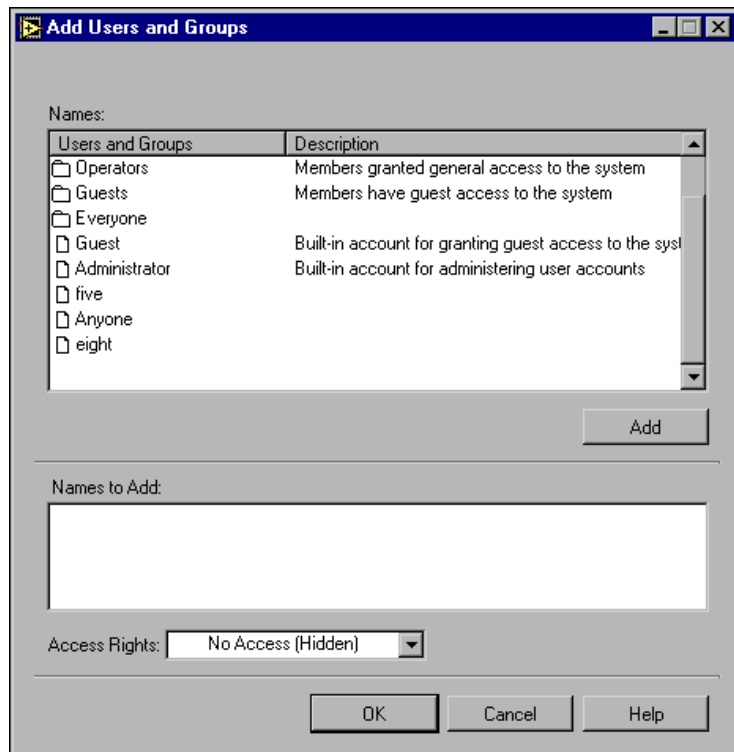 Add Users and Groups
Names:
Users and Groups Description
Operators Members granted general access to the system
Guests Members have guest access to the system
Everyone
Guest Built-in account for granting guest access to the syst
Administrator Built-in account for administering user accounts
five
Anyone
eight
Add
Names to Add:
Access Rights: No Access (Hidden)
OK Cancel Help